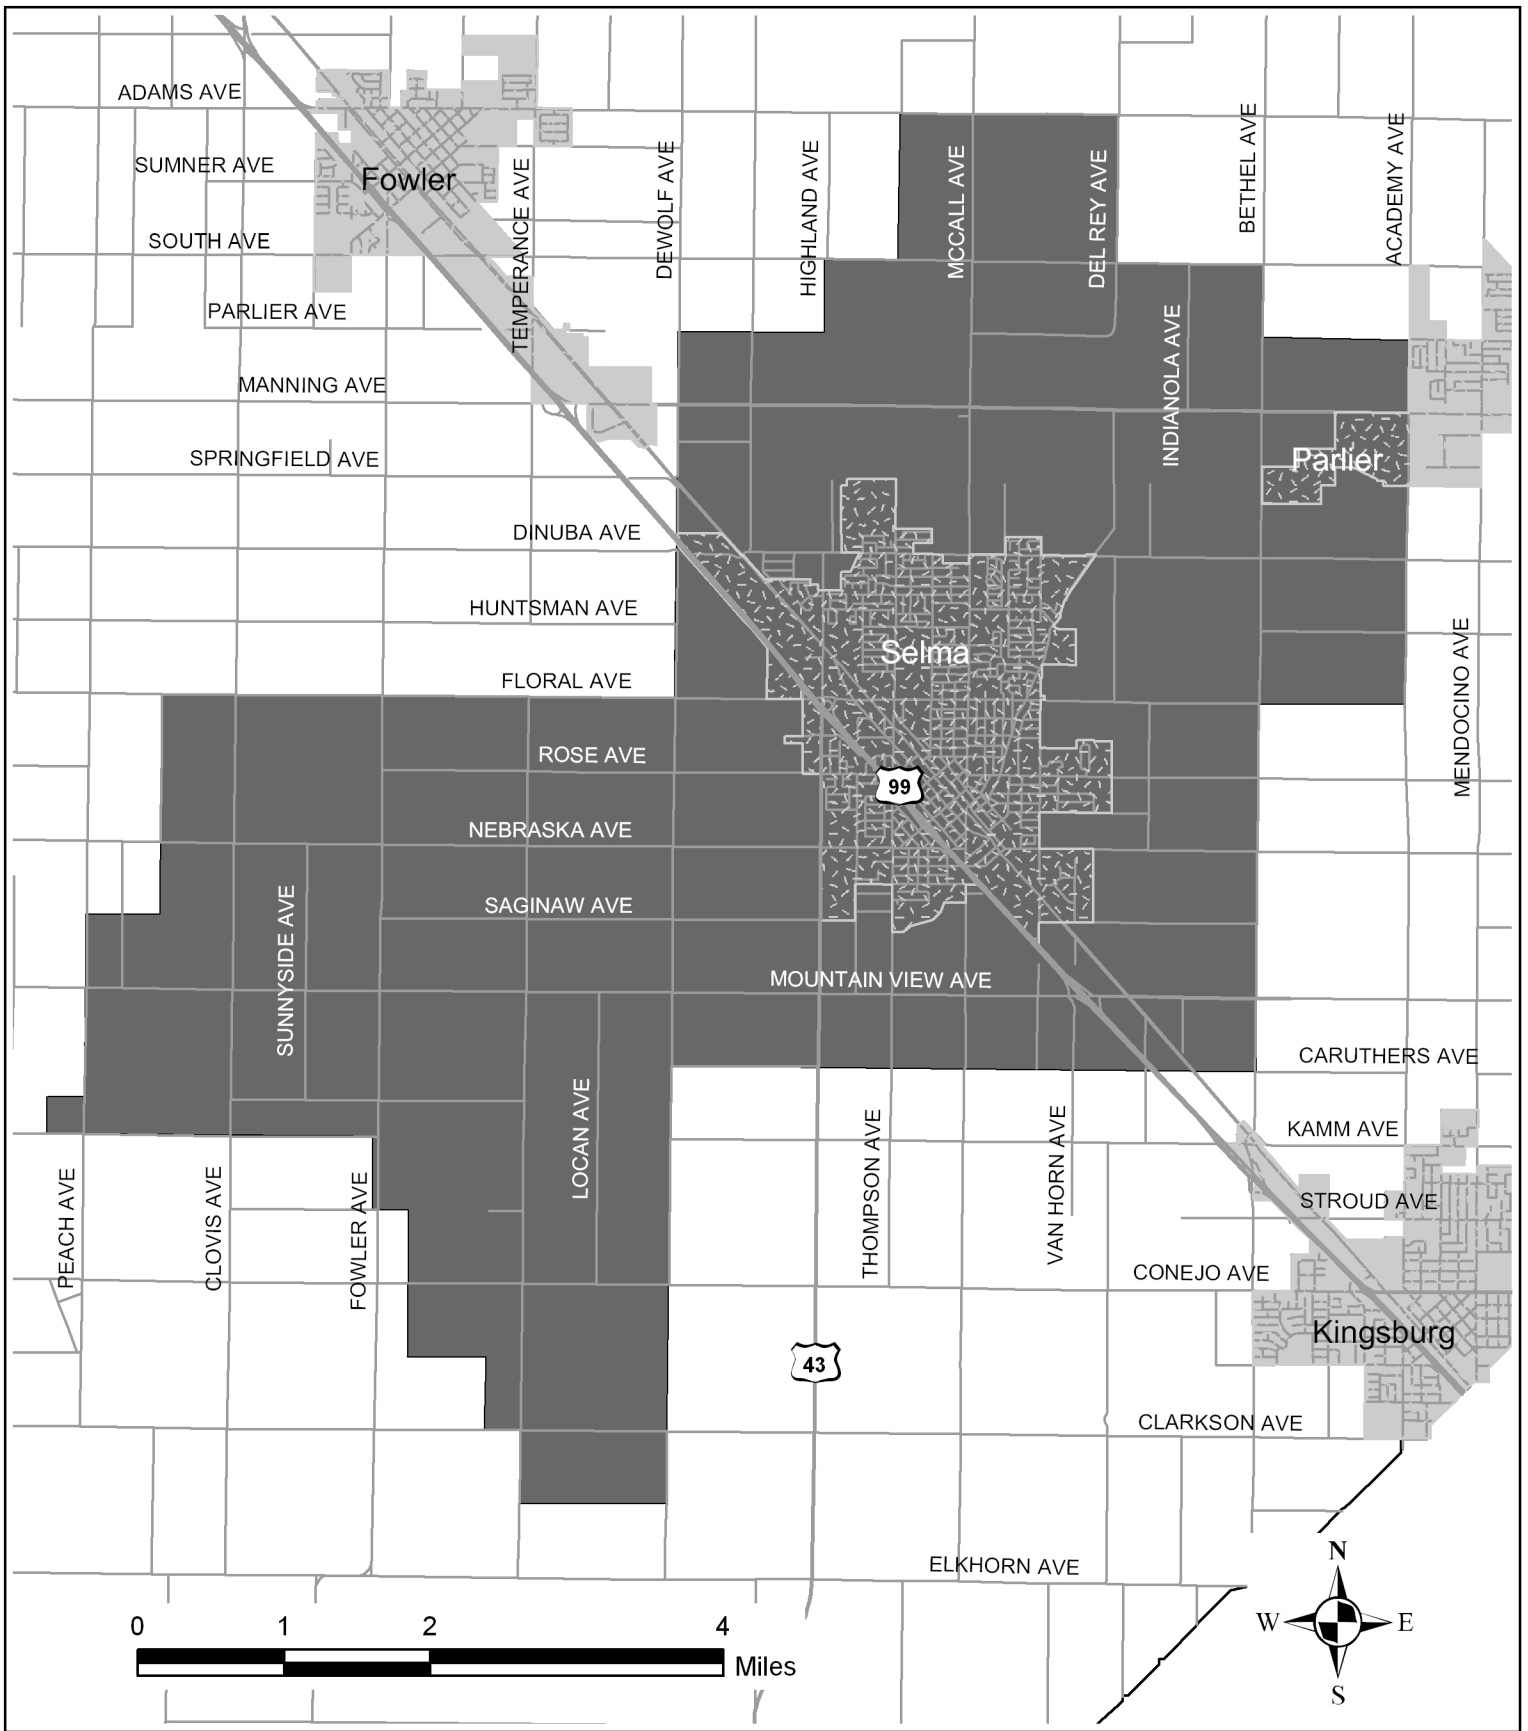 ADAMS AVE
SUMNER AVE
Fowler
SOUTH AVE
PARLIER AVE
TEMPERANCE AVE
DEWOLF AVE
HIGHLAND AVE
MCCALL AVE
DEL REY AVE
BETHEL AVE
ACADEMY AVE
INDIANOLA AVE
MANNING AVE
SPRINGFIELD AVE
Parlier
DINUBA AVE
HUNTSMAN AVE
Selma
FLORAL AVE
MENDOCINO AVE
ROSE AVE
99
NEBRASKA AVE
SAGINAW AVE
SUNNYSIDE AVE
MOUNTAIN VIEW AVE
CARUTHERS AVE
LOCAN AVE
THOMPSON AVE
VAN HORN AVE
KAMM AVE
PEACH AVE
CLOVIS AVE
FOWLER AVE
STROUD AVE
CONEJO AVE
Kingsburg
43
CLARKSON AVE
ELKHORN AVE
N
W E
S
0 1 2 4
Miles